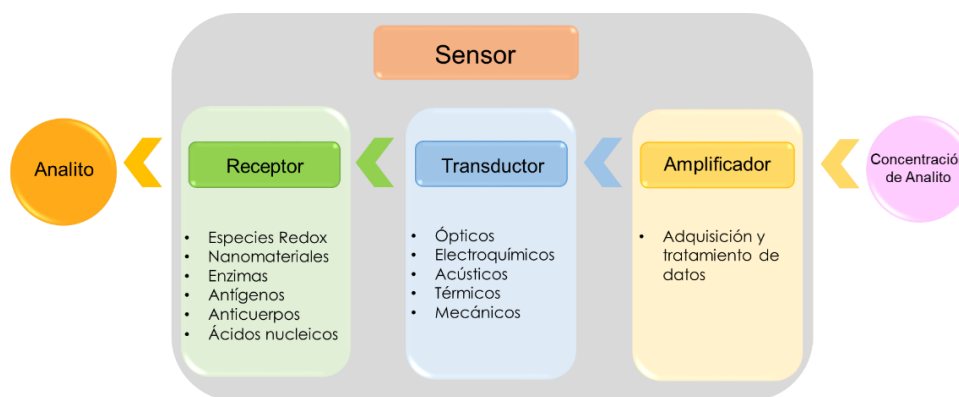 Sensor
Analito
Receptor
• Especies Redox
• Nanomateriales
• Enzimas
• Antígenos
• Anticuerpos
• Ácidos nucleicos
Transductor
• Ópticos
• Electroquímicos
• Acústicos
• Térmicos
• Mecánicos
Amplificador
• Adquisición y
tratamiento de
datos
Concentració
de Analito